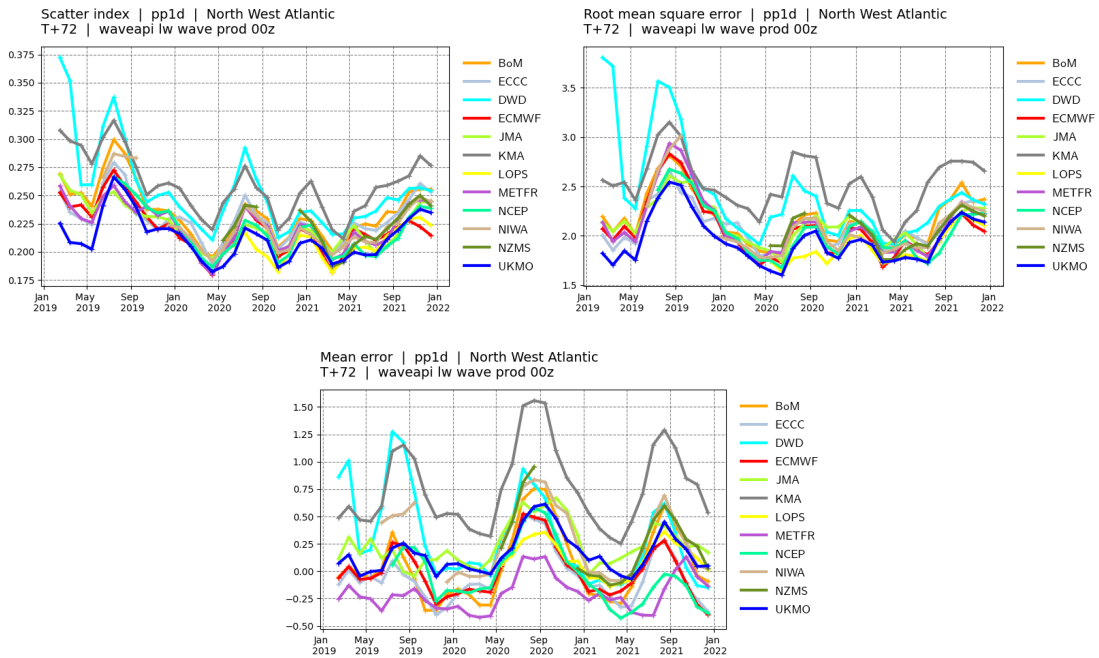 Scatter index | pp1d | North West Atlantic
T+72 | waveapi lw wave prod 00z
0.375
0.350
0.325
0.300
0.275
0.250
0.225
0.200
0.175
Jan 2019
May 2019
Sep 2019
Jan 2020
May 2020
Sep 2020
Jan 2021
May 2021
Sep 2021
Jan 2022
BoM
ECCC
DWD
ECMWF
JMA
KMA
LOPS
METFR
NCEP
NIWA
NZMS
UKMO
Root mean square error | pp1d | North West Atlantic
T+72 | waveapi lw wave prod 00z
3.5
3.0
2.5
2.0
1.5
Jan 2019
May 2019
Sep 2019
Jan 2020
May 2020
Sep 2020
Jan 2021
May 2021
Sep 2021
Jan 2022
BoM
ECCC
DWD
ECMWF
JMA
KMA
LOPS
METFR
NCEP
NIWA
NZMS
UKMO
Mean error | pp1d | North West Atlantic
T+72 | waveapi lw wave prod 00z
1.50
1.25
1.00
0.75
0.50
0.25
0.00
−0.25
−0.50
Jan 2019
May 2019
Sep 2019
Jan 2020
May 2020
Sep 2020
Jan 2021
May 2021
Sep 2021
Jan 2022
BoM
ECCC
DWD
ECMWF
JMA
KMA
LOPS
METFR
NCEP
NIWA
NZMS
UKMO